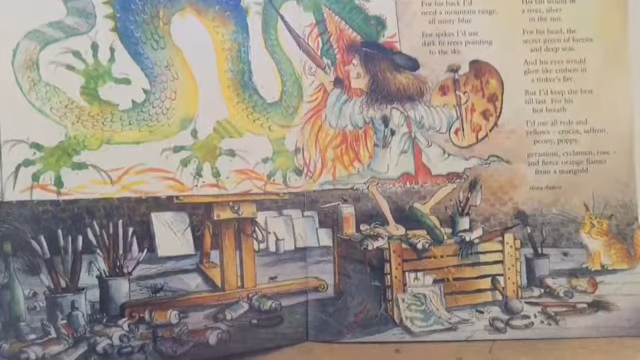 For his back I'd
need a mountain range,
all misty blue.
For spikes I'd use
dark fir trees pointing
to the sky.
His tail would be
a river, silver
in the sun.
For his head, the
secret green of forests
and deep seas.
And his eyes would
glow like embers in
a tinker's fire.
But I'd keep the best
till last. For his
hot breath
I'd use all reds and
yellows – crocus, saffron,
peony, poppy,
geranium, cyclamen, rose –
and fierce orange flames
from a marigold.
Moira Andrew